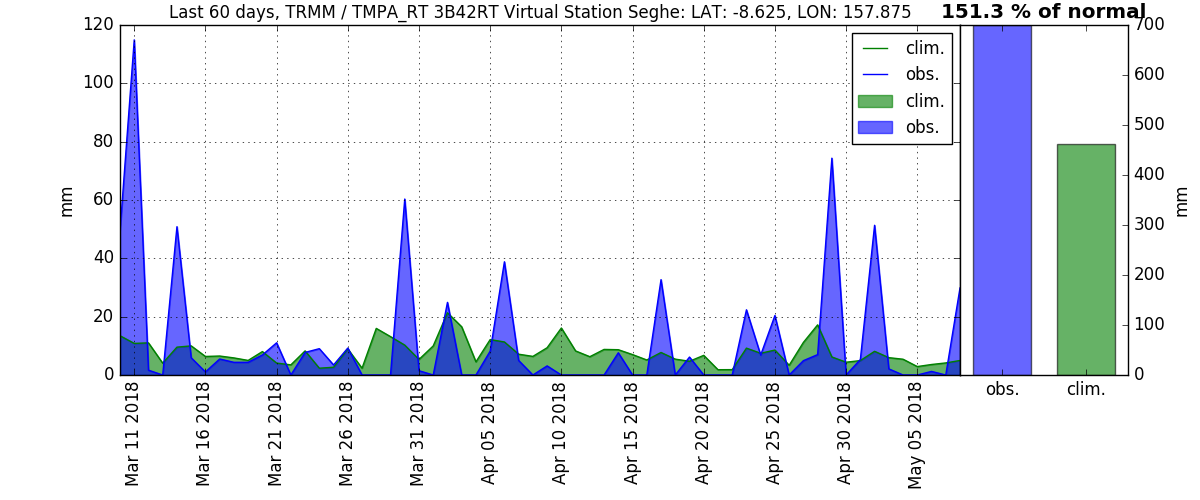 Last 60 days, TRMM / TMPA_RT 3B42RT Virtual Station Seghe: LAT: -8.625, LON: 157.875
151.3 % of normal
mm
120
100
80
60
40
20
0
clim.
obs.
clim.
obs.
Mar 11 2018
Mar 16 2018
Mar 21 2018
Mar 26 2018
Mar 31 2018
Apr 05 2018
Apr 10 2018
Apr 15 2018
Apr 20 2018
Apr 25 2018
Apr 30 2018
May 05 2018
700
600
500
400
300
200
100
0
mm
obs.
clim.